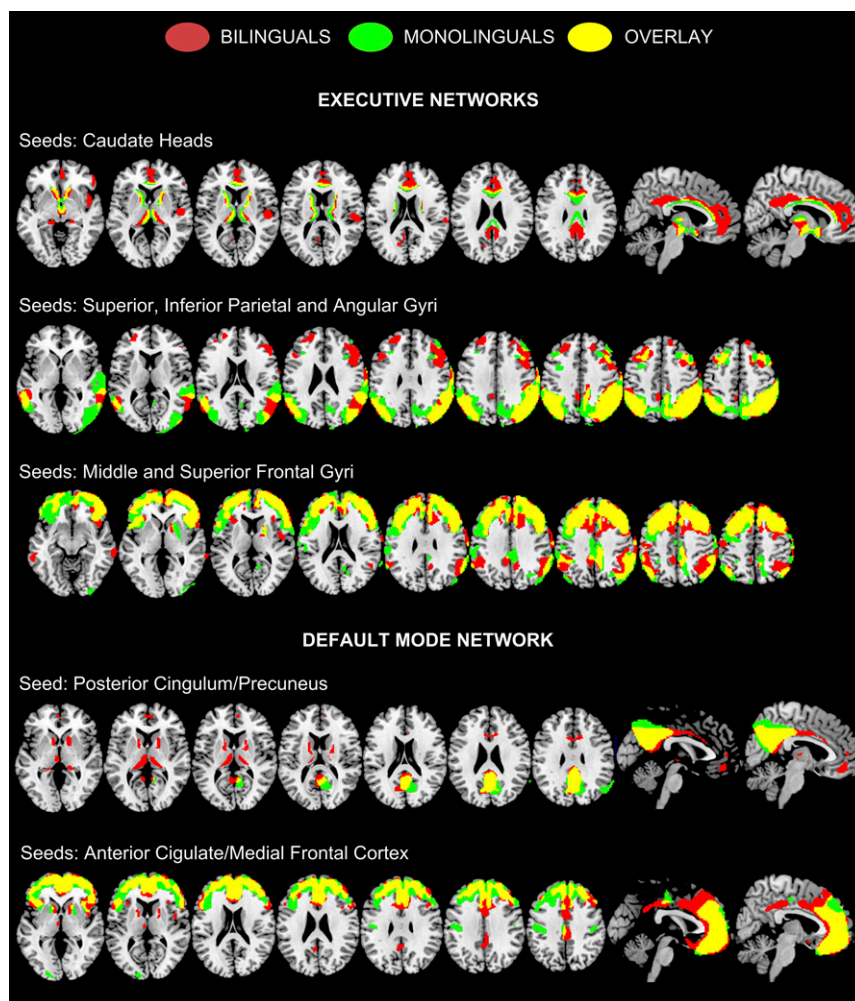 BILINGUALS MONOLINGUALS OVERLAY
EXECUTIVE NETWORKS
Seeds: Caudate Heads
Seeds: Superior, Inferior Parietal and Angular Gyri
Seeds: Middle and Superior Frontal Gyri
DEFAULT MODE NETWORK
Seed: Posterior Cingulum/Precuneus
Seeds: Anterior Cigulate/Medial Frontal Cortex